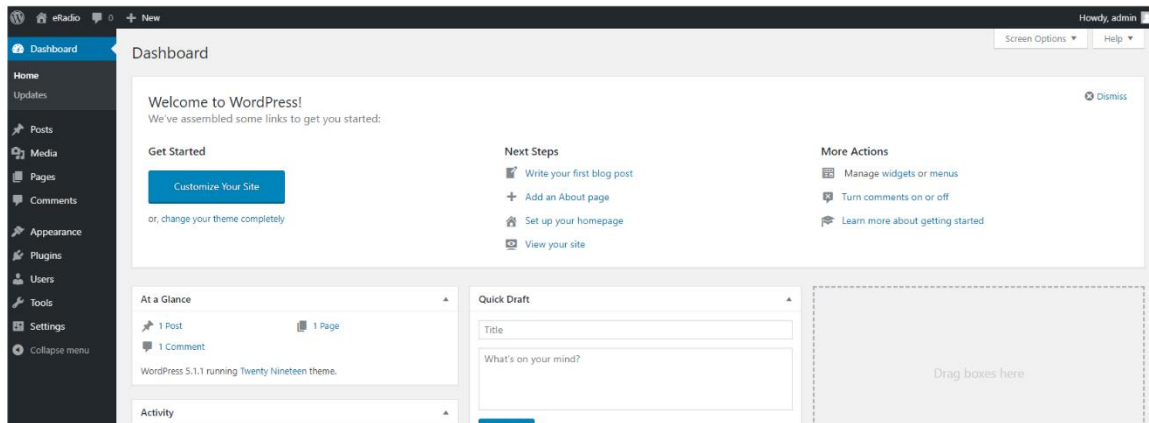 eRadio 0 + New
Howdy, admin
Dashboard
Home
Updates
Posts
Media
Pages
Comments
Appearance
Plugins
Users
Tools
Settings
Collapse menu
Screen Options ▼ Help ▼
Dashboard
Welcome to WordPress!
Dismiss
We've assembled some links to get you started:
Get Started
Customize Your Site
or, change your theme completely
Next Steps
Write your first blog post
Add an About page
Set up your homepage
View your site
More Actions
Manage widgets or menus
Turn comments on or off
Learn more about getting started
At a Glance
1 Post 1 Page
1 Comment
WordPress 5.1.1 running Twenty Nineteen theme.
Activity
Quick Draft
Title
What's on your mind?
Drag boxes here